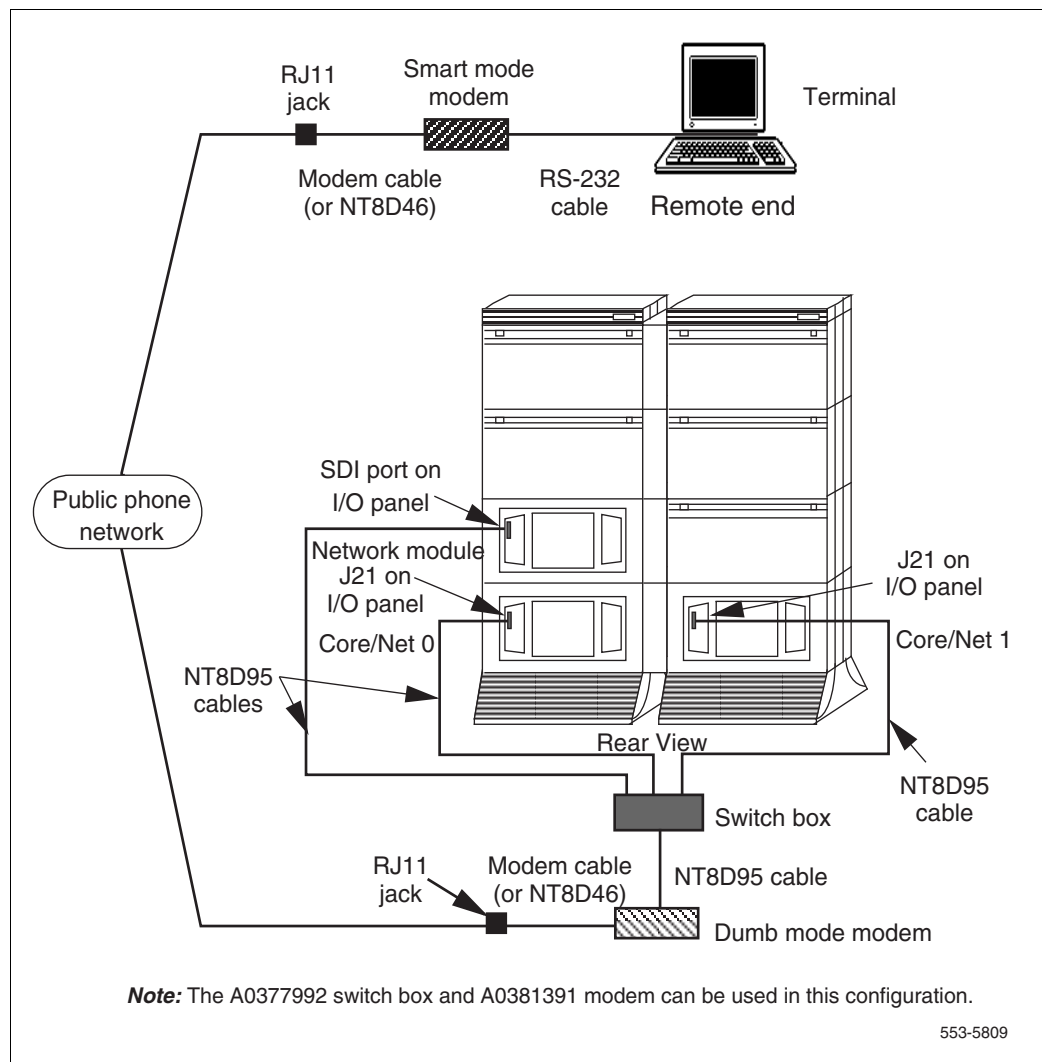 RJ11
jack
Smart mode
modem
Terminal
Modem cable
(or NT8D46)
RS-232
cable
Remote end
Public phone
network
SDI port on
I/O panel
Network module
J21 on
I/O panel
Core/Net 0
J21 on
I/O panel
Core/Net 1
NT8D95
cables
Rear View
NT8D95
cable
Switch box
RJ11
jack
Modem cable
(or NT8D46)
NT8D95 cable
Dumb mode modem
Note: The A0377992 switch box and A0381391 modem can be used in this configuration.
553-5809